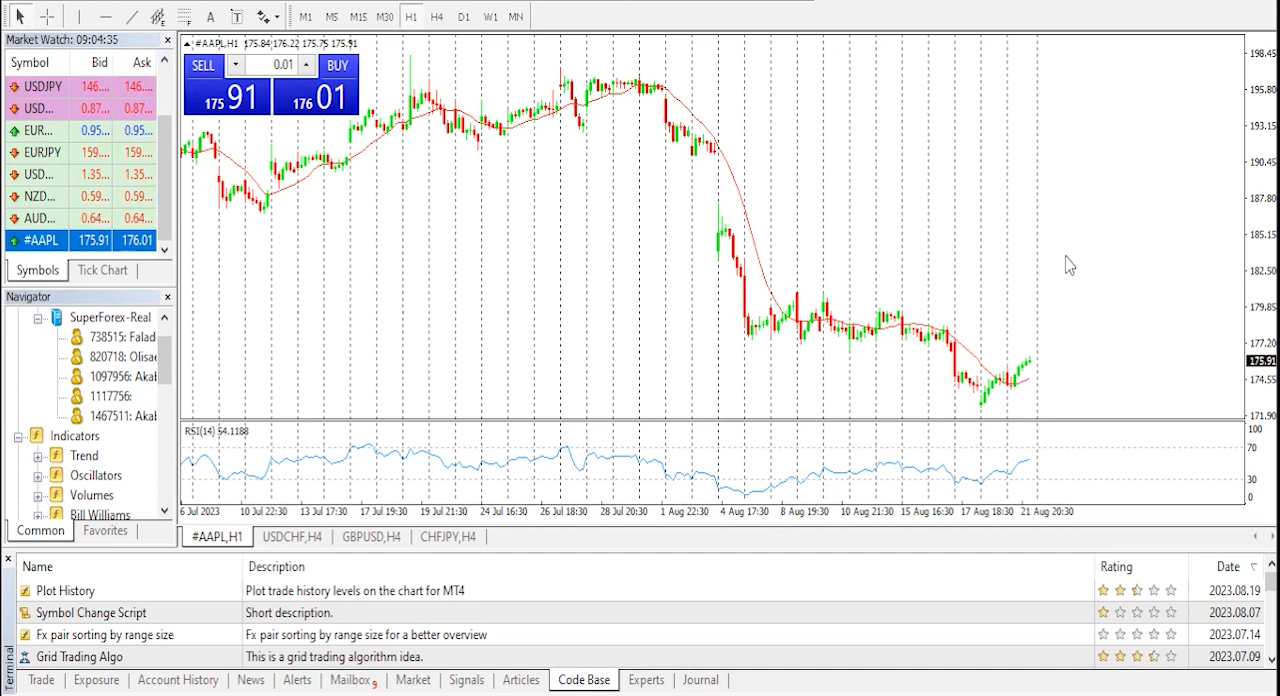 A T M1 M5 M15 M30 H1 H4 D1 W1 MN
Market Watch: 09:04:35
Symbol Bid Ask
USDJPY 146.... 146....
USD... 0.87... 0.87...
EUR... 0.95... 0.95...
EURJPY 159.... 159....
USD... 1.35... 1.35...
NZD... 0.59... 0.59...
AUD... 0.64... 0.64...
#AAPL 175.91 176.01
Symbols Tick Chart
Navigator
SuperForex-Real
738515: Falad
820718: Olisae
1097956: Akab
1117756:
1467511: Akab
Indicators
Trend
Oscillators
Volumes
Bill Williams
Common Favorites
#AAPL,H1 175.84 176.22 175.75 175.91
SELL 0.01 BUY
175 91 176 01
198.45
195.80
193.15
190.45
187.80
185.15
182.50
179.85
177.20
175.91
174.55
171.90
RSI(14) 54.1188
100
70
30
0
6 Jul 2023 10 Jul 22:30 13 Jul 17:30 17 Jul 19:30 19 Jul 21:30 24 Jul 16:30 26 Jul 18:30 28 Jul 20:30 1 Aug 22:30 4 Aug 17:30 8 Aug 19:30 10 Aug 21:30 15 Aug 16:30 17 Aug 18:30 21 Aug 20:30
#AAPL,H1 USDCHF,H4 GBPUSD,H4 CHFJPY,H4
Name Description Rating Date
Plot History Plot trade history levels on the chart for MT4 2023.08.19
Symbol Change Script Short description. 2023.08.07
Fx pair sorting by range size Fx pair sorting by range size for a better overview 2023.07.14
Grid Trading Algo This is a grid trading algorithm idea. 2023.07.09
Terminal
Trade Exposure Account History News Alerts Mailbox 9 Market Signals Articles Code Base Experts Journal